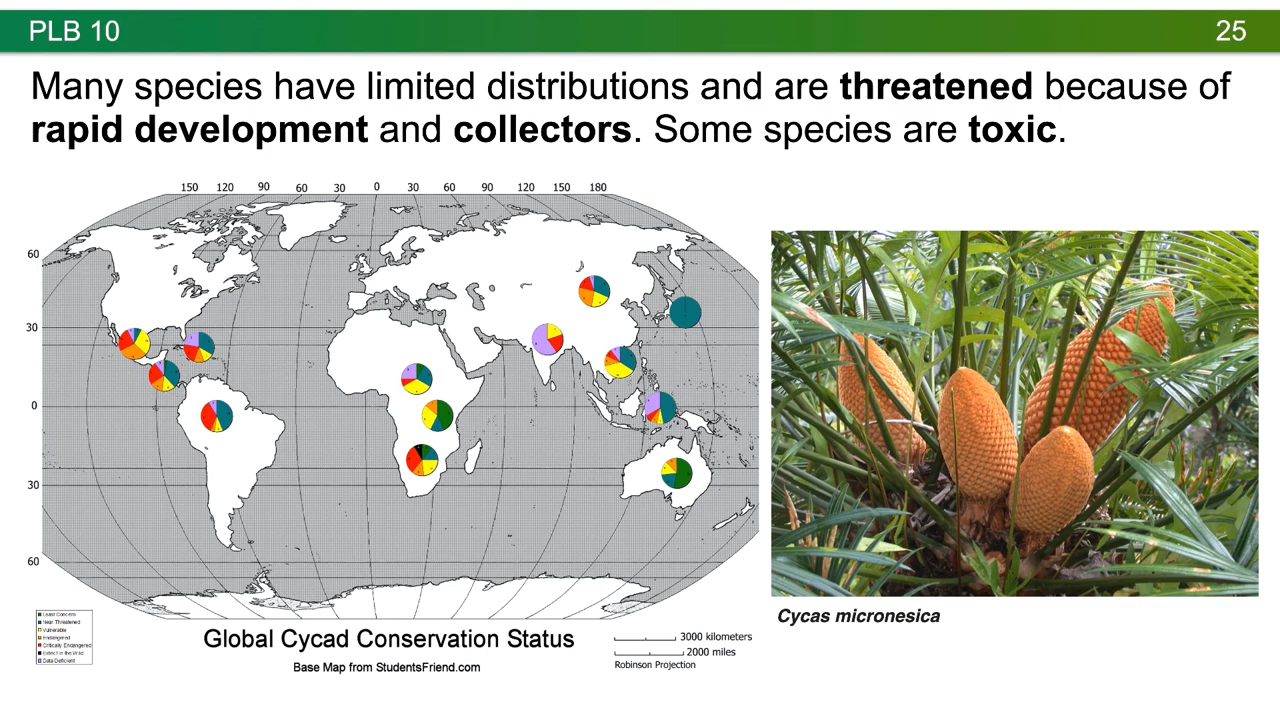 PLB 10
25
Many species have limited distributions and are threatened because of
rapid development and collectors. Some species are toxic.
150 120 90 60 30 0 30 60 90 120 150 180
60
30
0
30
60
Least Concern
Near Threatened
Vulnerable
Endangered
Critically Endangered
Extinct in the Wild
Data Deficient
Global Cycad Conservation Status
Base Map from StudentsFriend.com
3000 kilometers
2000 miles
Robinson Projection
Cycas micronesica